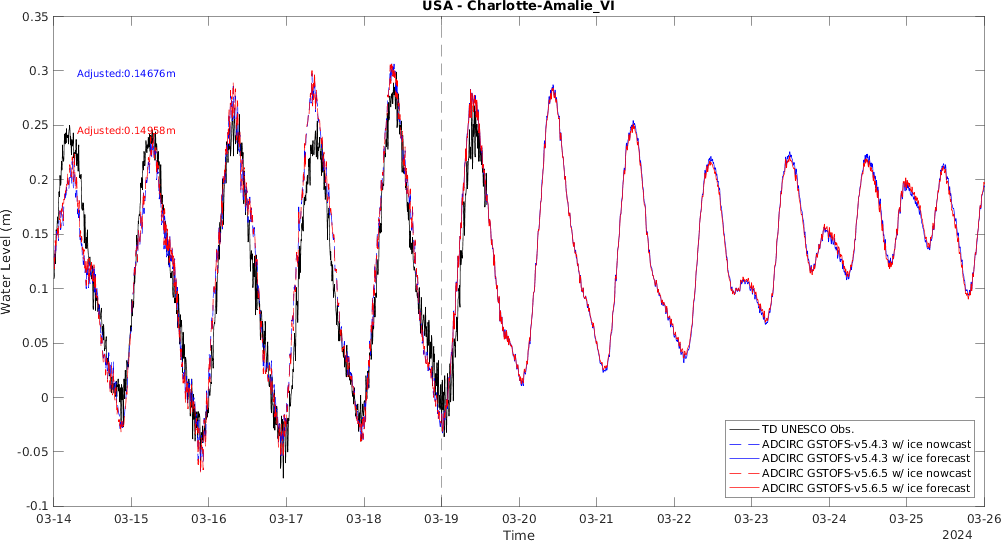 USA - Charlotte-Amalie_VI
0.35
0.3
0.25
0.2
0.15
0.1
0.05
0
-0.05
-0.1
Water Level (m)
Adjusted:0.14676m
Adjusted:0.14958m
TD UNESCO Obs.
ADCIRC GSTOFS-v5.4.3 w/ ice nowcast
ADCIRC GSTOFS-v5.4.3 w/ ice forecast
ADCIRC GSTOFS-v5.6.5 w/ ice nowcast
ADCIRC GSTOFS-v5.6.5 w/ ice forecast
03-14 03-15 03-16 03-17 03-18 03-19 03-20 03-21 03-22 03-23 03-24 03-25 03-26
Time
2024